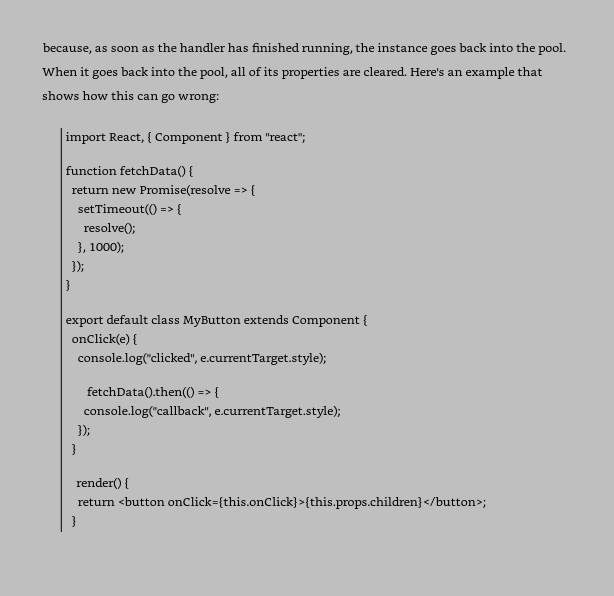 because, as soon as the handler has finished running, the instance goes back into the pool.
When it goes back into the pool, all of its properties are cleared. Here's an example that
shows how this can go wrong:
import React, { Component } from "react";
function fetchData() {
return new Promise(resolve => {
setTimeout(() => {
resolve();
}, 1000);
});
}
export default class MyButton extends Component {
onClick(e) {
console.log("clicked", e.currentTarget.style);
fetchData().then(() => {
console.log("callback", e.currentTarget.style);
});
}
render() {
return <button onClick={this.onClick}>{this.props.children}</button>;
}